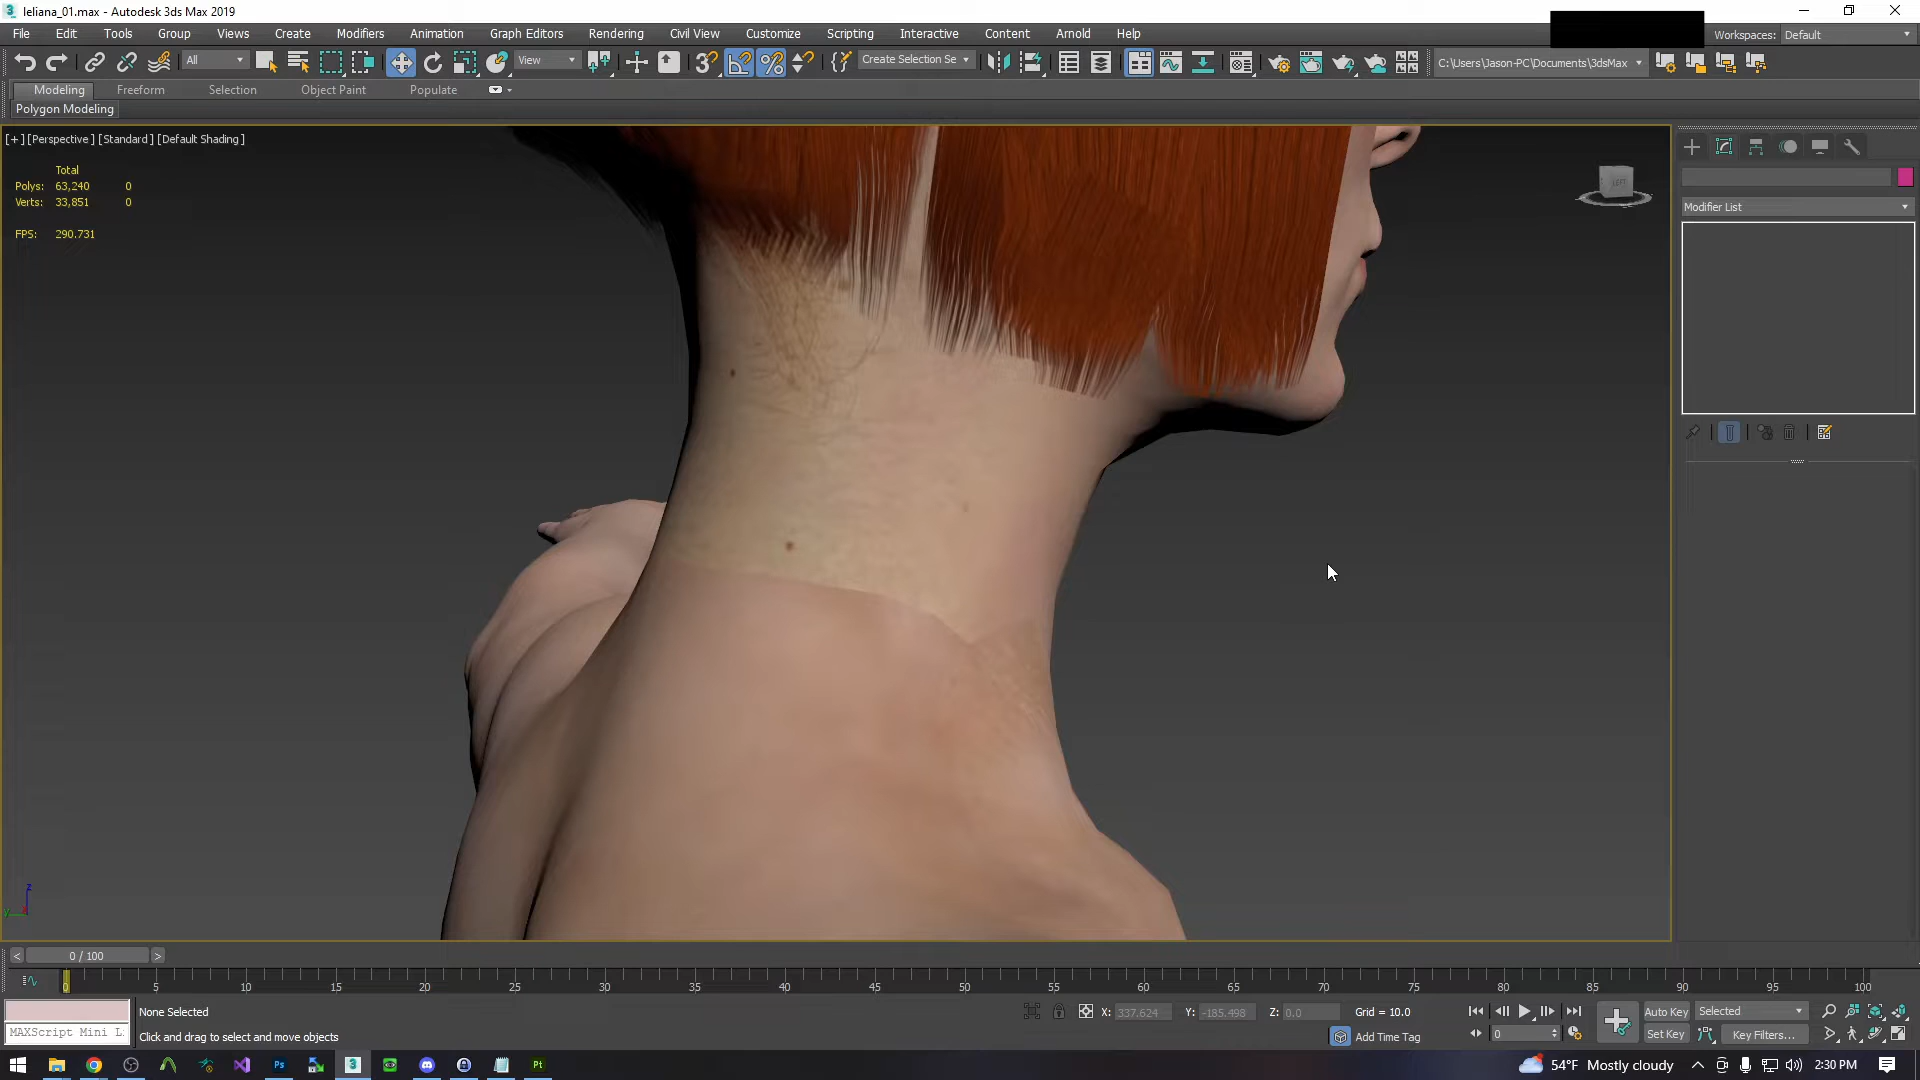 leliana_01.max - Autodesk 3ds Max 2019
File Edit Tools Group Views Create Modifiers Animation Graph Editors Rendering Civil View Customize Scripting Interactive Content Arnold Help
Workspaces: Default
All View Create Selection Se C:\Users\Jason-PC\Documents\3dsMax
Modeling Freeform Selection Object Paint Populate
Polygon Modeling
[+] [Perspective] [Standard] [Default Shading]
Total
Polys: 63,240 0
Verts: 33,851 0
FPS: 290.731
LEFT
Modifier List
z
y
0 / 100
0 5 10 15 20 25 30 35 40 45 50 55 60 65 70 75 80 85 90 95 100
None Selected
X: 337.624 Y: -185.498 Z: 0.0 Grid = 10.0
Auto Key Selected
MAXScript Mini Li
Click and drag to select and move objects
Add Time Tag
0
Set Key Key Filters...
Ps
3
Pt
54°F Mostly cloudy
2:30 PM